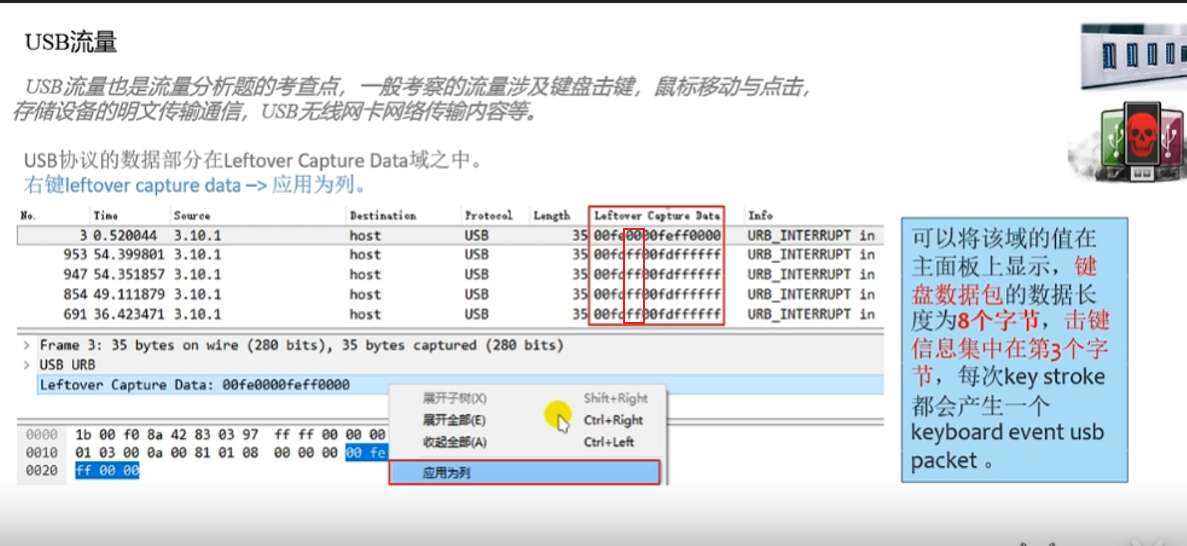 USB流量
USB流量也是流量分析题的考查点，一般考察的流量涉及键盘击键，鼠标移动与点击，
存储设备的明文传输通信，USB无线网卡网络传输内容等。
USB协议的数据部分在Leftover Capture Data域之中。
右键leftover capture data –> 应用为列。
No. Time Source Destination Protocol Length Leftover Capture Data Info
3 0.520044 3.10.1 host USB 35 00fe0000feff0000 URB_INTERRUPT in
953 54.399801 3.10.1 host USB 35 00fdff00fdffffff URB_INTERRUPT in
947 54.351857 3.10.1 host USB 35 00fdff00fdffffff URB_INTERRUPT in
854 49.111879 3.10.1 host USB 35 00fdff00fdffffff URB_INTERRUPT in
691 36.423471 3.10.1 host USB 35 00fdff00fdffffff URB_INTERRUPT in
> Frame 3: 35 bytes on wire (280 bits), 35 bytes captured (280 bits)
> USB URB
Leftover Capture Data: 00fe0000feff0000
展开子树(X) Shift+Right
展开全部(E) Ctrl+Right
收起全部(A) Ctrl+Left
应用为列
0000 1b 00 f0 8a 42 83 03 97 ff ff 00 00 00
0010 01 03 00 0a 00 81 01 08 00 00 00 00 fe
0020 ff 00 00
可以将该域的值在
主面板上显示，键
盘数据包的数据长
度为8个字节，击键
信息集中在第3个字
节，每次key stroke
都会产生一个
keyboard event usb
packet 。